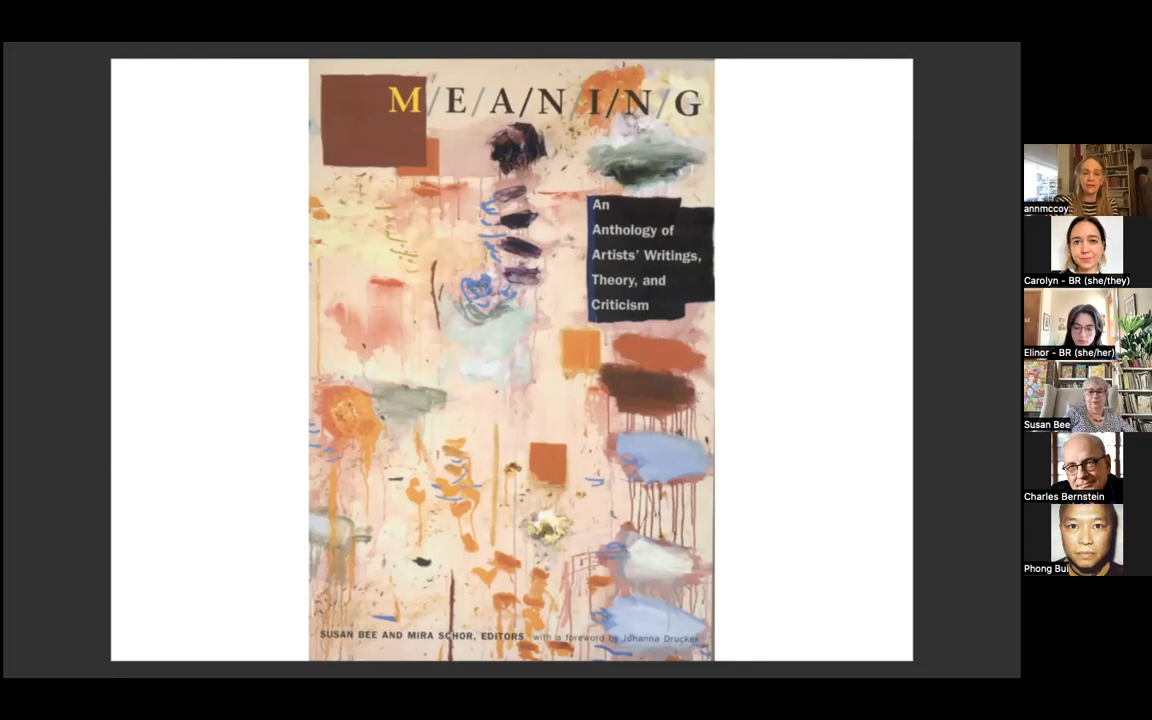 M/E/A/N/I/N/G
An
Anthology of
Artists' Writings,
Theory, and
Criticism
SUSAN BEE AND MIRA SCHOR, EDITORS with a foreword by Johanna Drucker
annmccoy
Carolyn - BR (she/they)
Elinor - BR (she/her)
Susan Bee
Charles Bernstein
Phong Bui